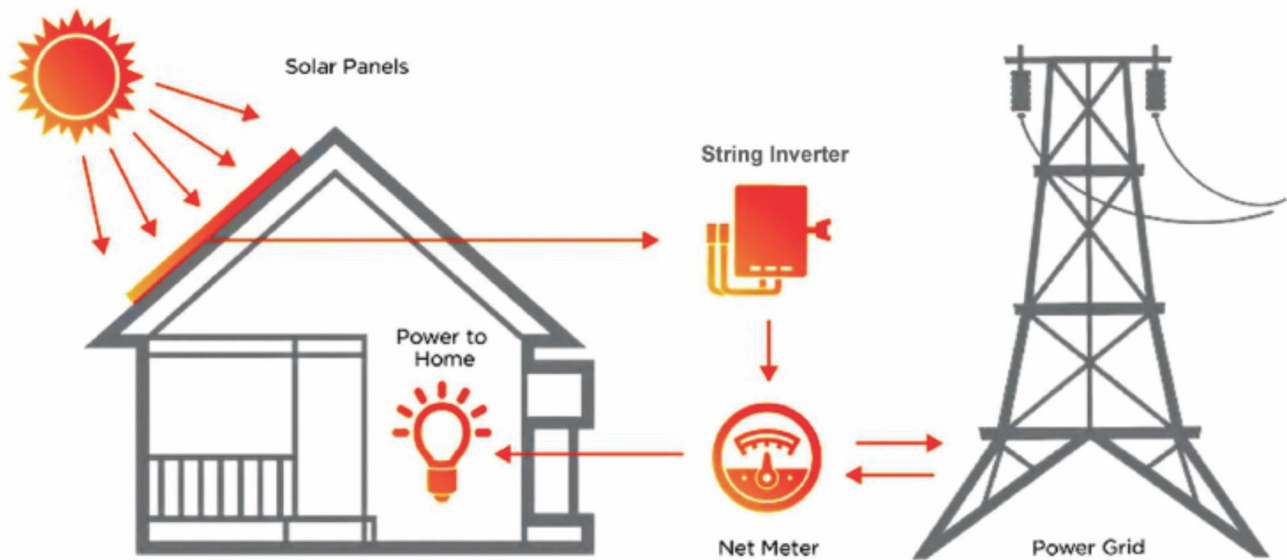 Solar Panels
String Inverter
Power to
Home
Net Meter
Power Grid